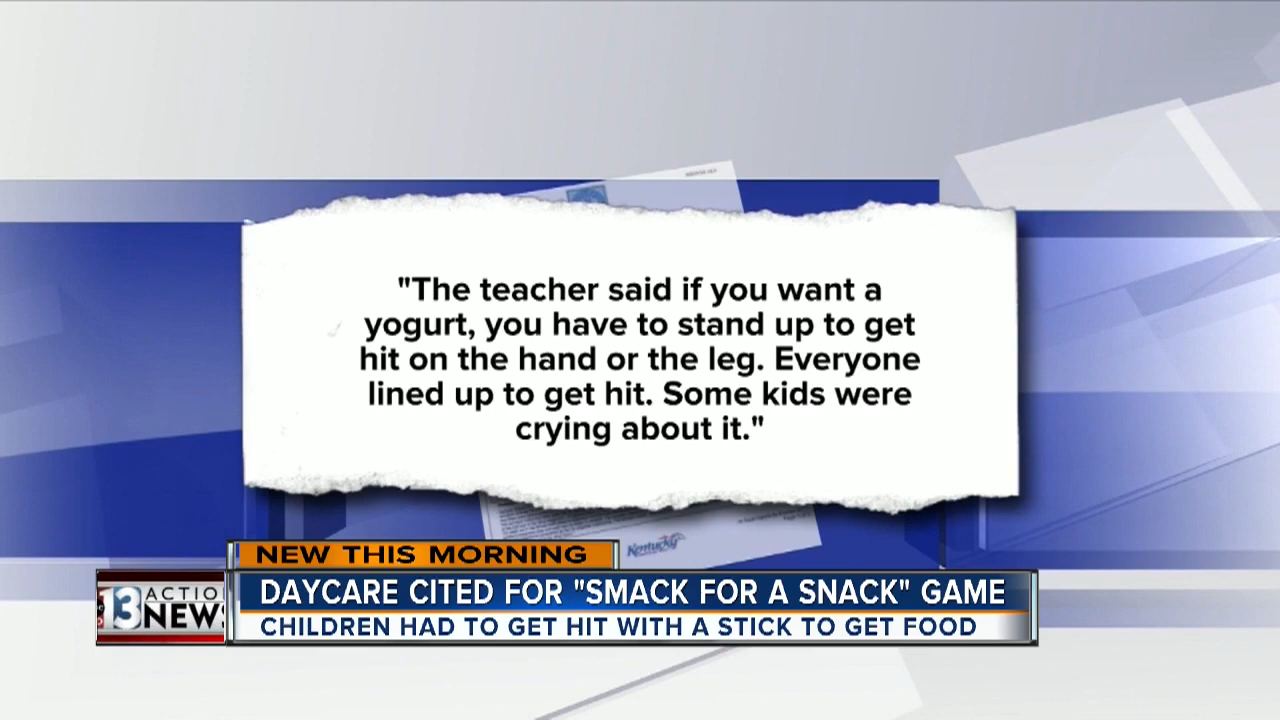 "The teacher said if you want a
yogurt, you have to stand up to get
hit on the hand or the leg. Everyone
lined up to get hit. Some kids were
crying about it."
Kentucky
NEW THIS MORNING
DAYCARE CITED FOR "SMACK FOR A SNACK" GAME
CHILDREN HAD TO GET HIT WITH A STICK TO GET FOOD
13 ACTIO
NEWS